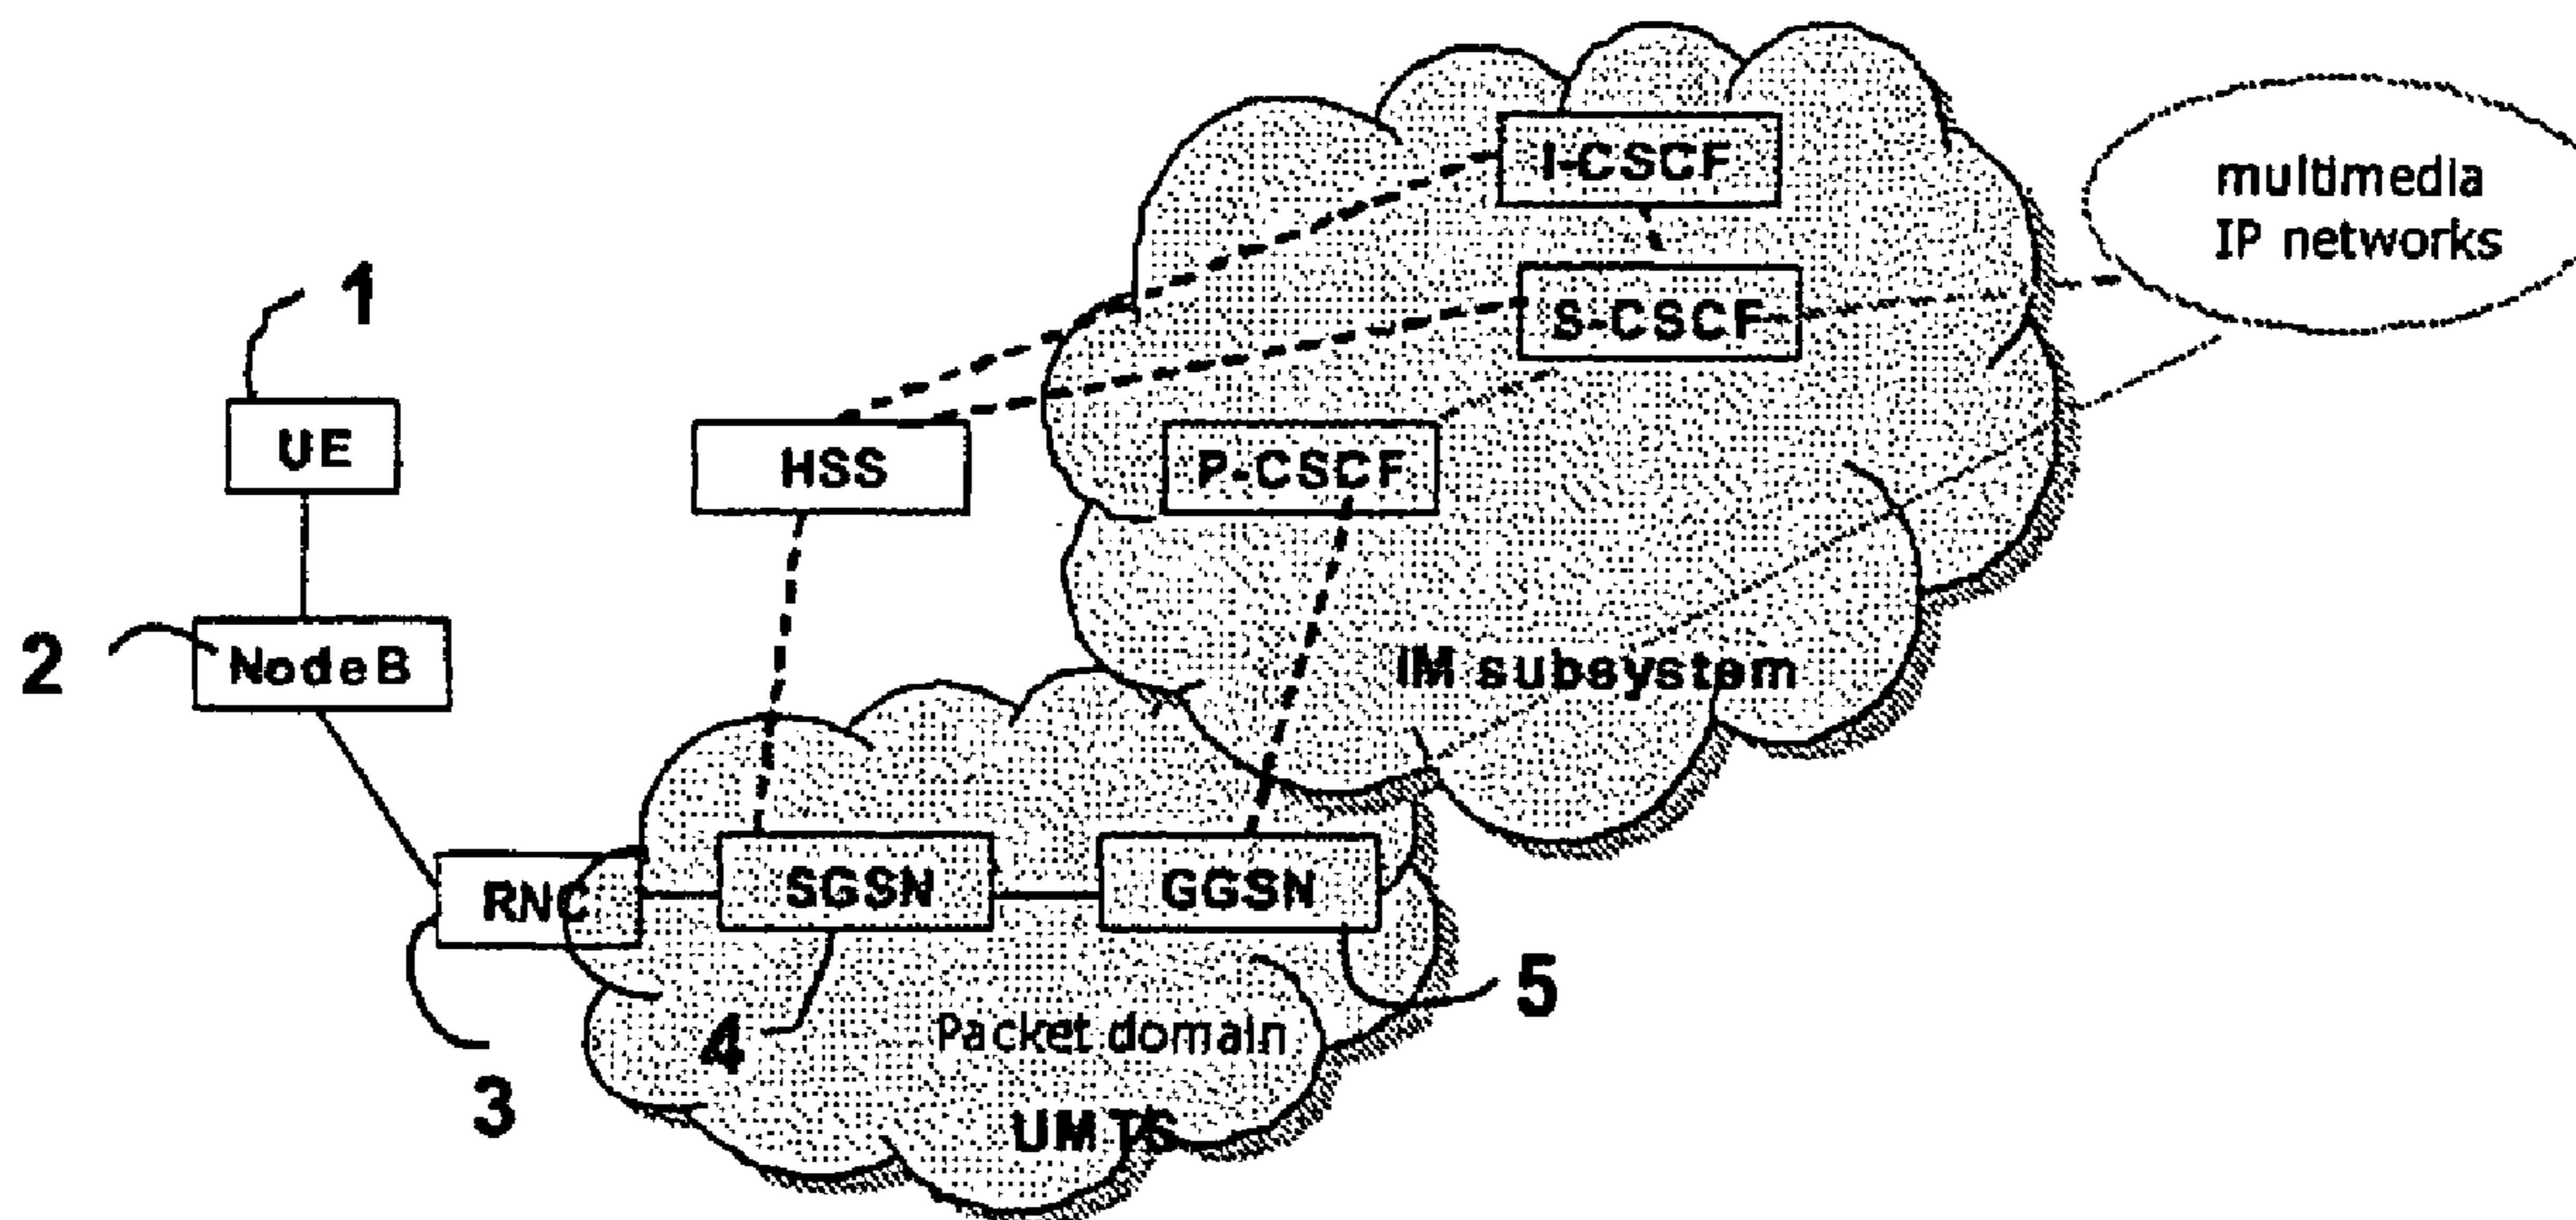 I-CSCF
multimedia
IP networks
1
S-CSCF
UE
HSS
P-CSCF
2
NodeB
IM subsystem
RNC
SGSN
GGSN
5
4
Packet domain
3
UMTS